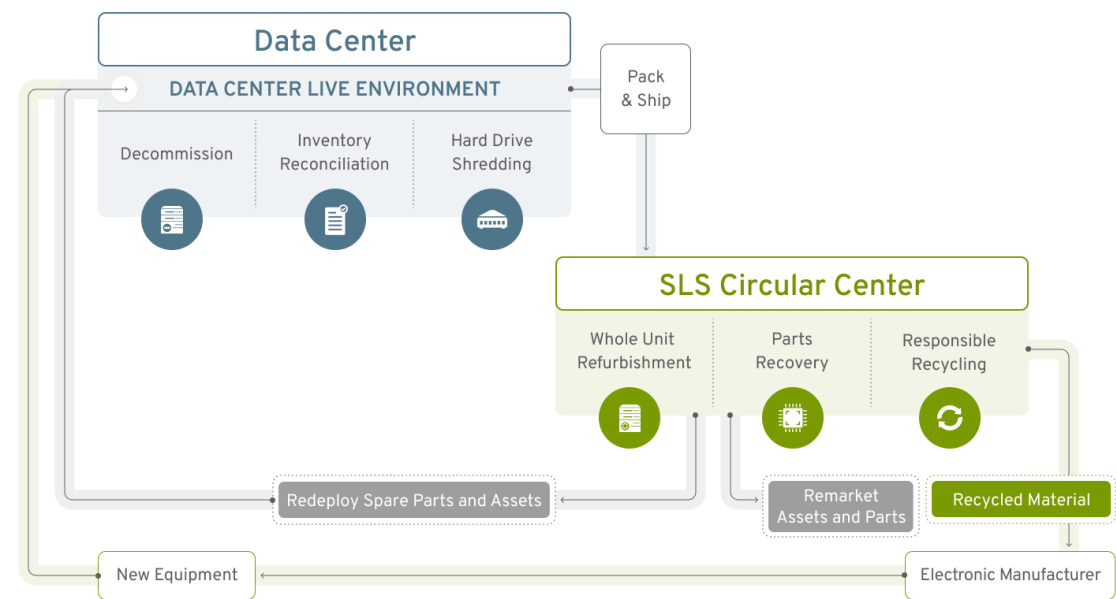 Data Center
DATA CENTER LIVE ENVIRONMENT
Pack
& Ship
Decommission
Inventory
Reconciliation
Hard Drive
Shredding
SLS Circular Center
Whole Unit
Refurbishment
Parts
Recovery
Responsible
Recycling
Redeploy Spare Parts and Assets
Remarket
Assets and Parts
Recycled Material
New Equipment
Electronic Manufacturer